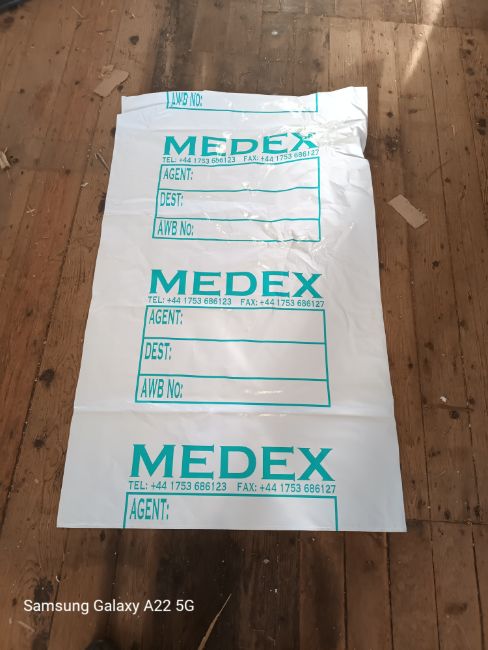 AWB No:
MEDEX
TEL: +44 1753 686123 FAX: +44 1753 686127
AGENT:
DEST:
AWB No:
MEDEX
TEL: +44 1753 686123 FAX: +44 1753 686127
AGENT:
DEST:
AWB No:
MEDEX
TEL: +44 1753 686123 FAX: +44 1753 686127
AGENT:
Samsung Galaxy A22 5G